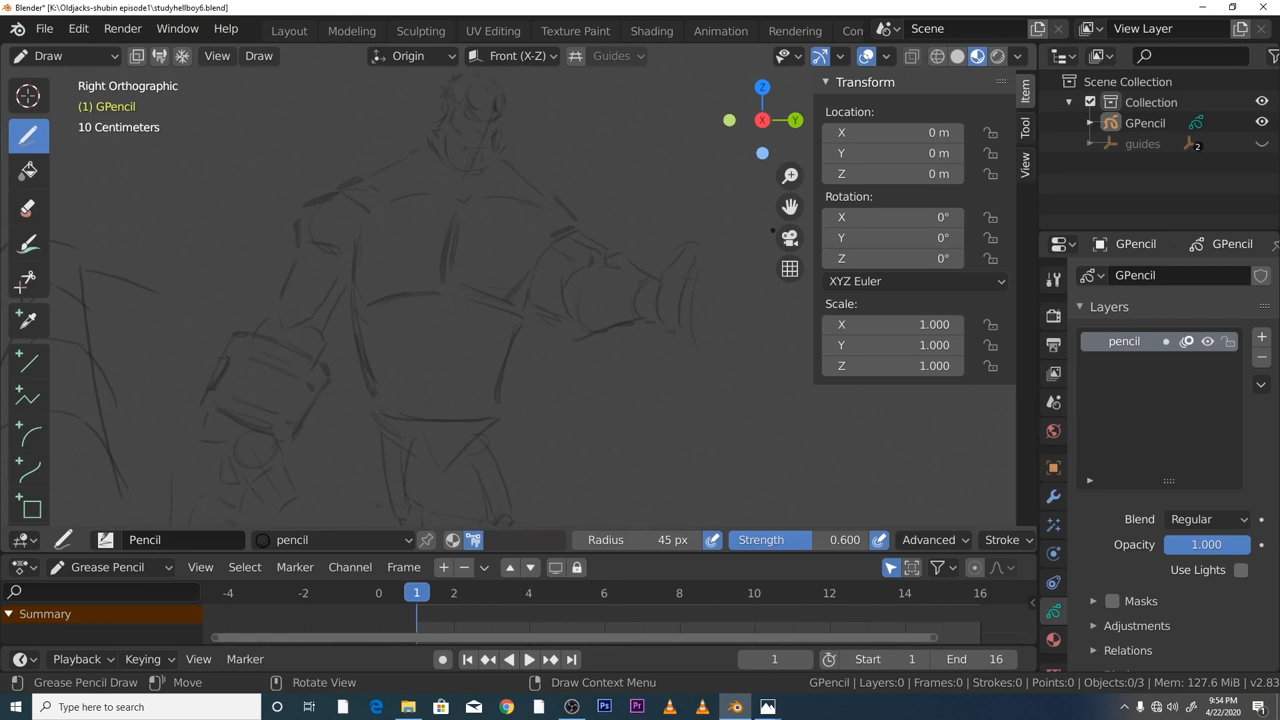 Blender* [K:\Oldjacks-shubin episode1\studyhellboy6.blend]
File Edit Render Window Help Layout Modeling Sculpting UV Editing Texture Paint Shading Animation Rendering Scene View Layer
Draw View Draw Origin Front (X-Z) Guides
Right Orthographic
(1) GPencil
10 Centimeters
Z
X
Y
Transform
Location:
X 0 m
Y 0 m
Z 0 m
Rotation:
X 0°
Y 0°
Z 0°
XYZ Euler
Scale:
X 1.000
Y 1.000
Z 1.000
Item
Tool
View
Scene Collection
Collection
GPencil
guides 2
GPencil GPencil
GPencil
Layers
pencil
Blend Regular
Opacity 1.000
Use Lights
Masks
Adjustments
Relations
Pencil pencil Radius 45 px Strength 0.600 Advanced Stroke
Grease Pencil View Select Marker Channel Frame
-4 -2 0 1 2 4 6 8 10 12 14 16
Summary
Playback Keying View Marker 1 Start 1 End 16
Grease Pencil Draw Move Rotate View Draw Context Menu GPencil | Layers:0 | Frames:0 | Strokes:0 | Points:0 | Objects:0/3 | Mem: 127.6 MiB | v2.83
Type here to search
9:54 PM
4/22/2020